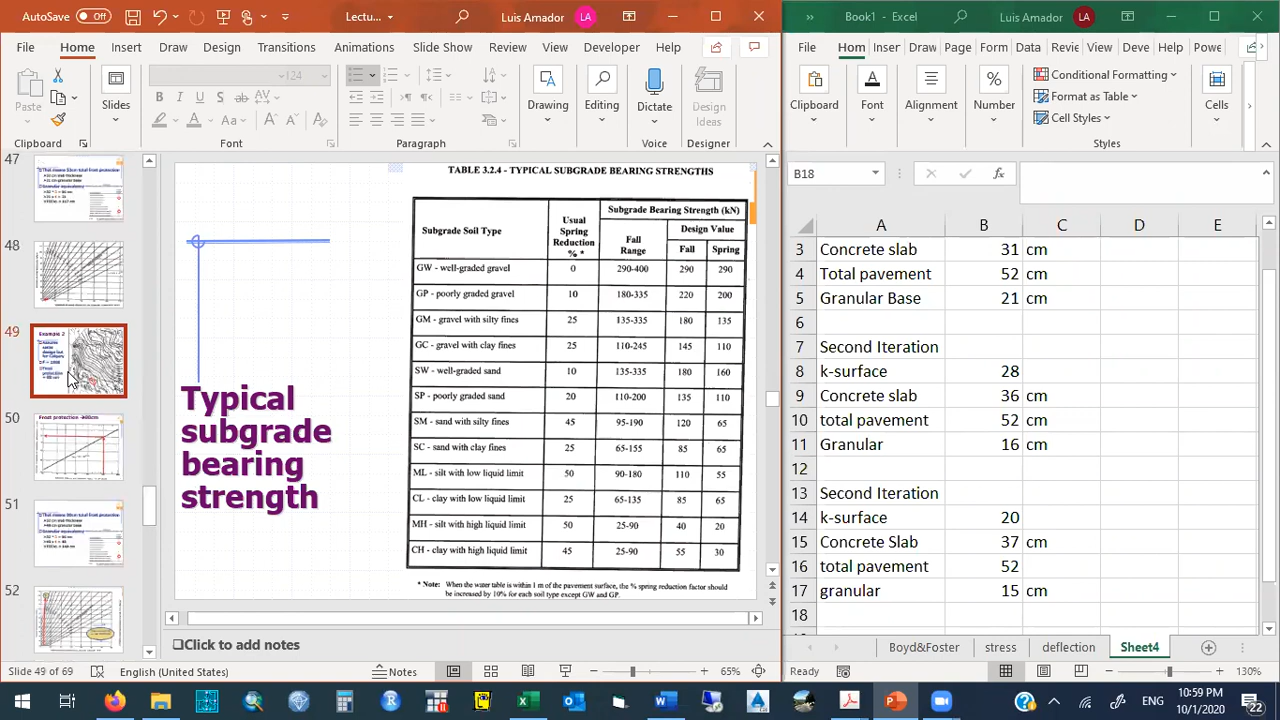 AutoSave Off Lectu... Luis Amador LA
File Home Insert Draw Design Transitions Animations Slide Show Review View Developer Help
124
Paste Slides B I U S ab AV Aa A A Drawing Editing Dictate Design Ideas
Clipboard Font Paragraph Voice Designer
47
48
49
Example 2
50
51
52
TABLE 3.2.4 - TYPICAL SUBGRADE BEARING STRENGTHS
Subgrade Soil Type Usual Spring Reduction % * Subgrade Bearing Strength (kN)
Fall Range Design Value
Fall Spring
GW - well-graded gravel 0 290-400 290 290
GP - poorly graded gravel 10 180-335 220 200
GM - gravel with silty fines 25 135-335 180 135
GC - gravel with clay fines 25 110-245 145 110
SW - well-graded sand 10 135-335 180 160
SP - poorly graded sand 20 110-200 135 110
SM - sand with silty fines 45 95-190 120 65
SC - sand with clay fines 25 65-155 85 65
ML - silt with low liquid limit 50 90-180 110 55
CL - clay with low liquid limit 25 65-135 85 65
MH - silt with high liquid limit 50 25-90 40 20
CH - clay with high liquid limit 45 25-90 55 30
* Note: When the water table is within 1 m of the pavement surface, the % spring reduction factor should
be increased by 10% for each soil type except GW and GP.
Typical
subgrade
bearing
strength
Click to add notes
Slide 49 of 69 English (United States) Notes 65%
Book1 - Excel Luis Amador LA
File Hom Inser Draw Page Form Data Revie View Deve Help Powe
Clipboard Font Alignment Number Conditional Formatting Format as Table Cell Styles Cells
Styles
B18 fx
A B C D E
3 Concrete slab 31 cm
4 Total pavement 52 cm
5 Granular Base 21 cm
6
7 Second Iteration
8 k-surface 28
9 Concrete slab 36 cm
10 total pavement 52 cm
11 Granular 16 cm
12
13 Second Iteration
14 k-surface 20
15 Concrete Slab 37 cm
16 total pavement 52
17 granular 15 cm
18
Boyd&Foster stress deflection Sheet4
Ready 130%
10:59 PM
10/1/2020
22